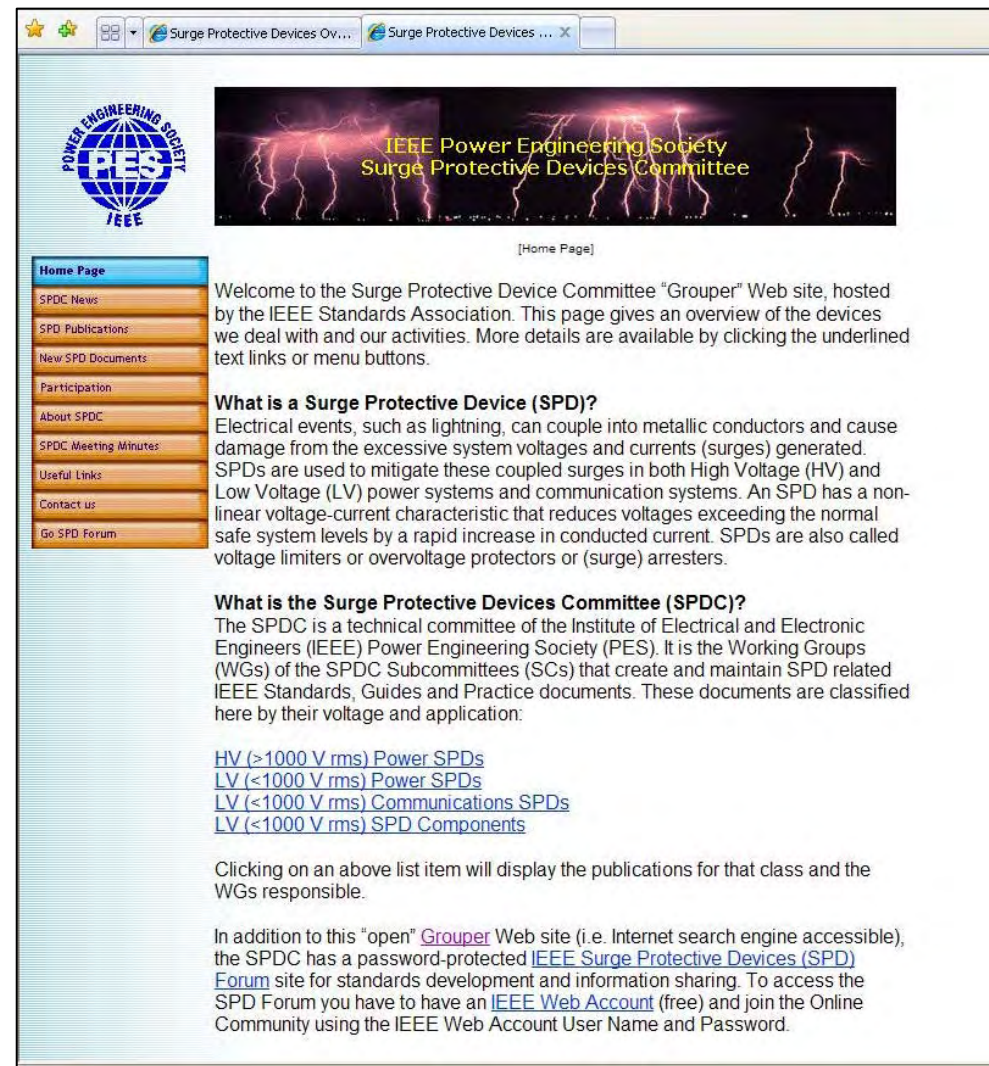 Surge Protective Devices Ov...
Surge Protective Devices ... X
POWER ENGINEERING SOCIETY
PES
IEEE
IEEE Power Engineering Society
Surge Protective Devices Committee
[Home Page]
Home Page
SPDC News
SPD Publications
New SPD Documents
Participation
About SPDC
SPDC Meeting Minutes
Useful Links
Contact us
Go SPD Forum
Welcome to the Surge Protective Device Committee “Grouper” Web site, hosted
by the IEEE Standards Association. This page gives an overview of the devices
we deal with and our activities. More details are available by clicking the underlined
text links or menu buttons.
What is a Surge Protective Device (SPD)?
Electrical events, such as lightning, can couple into metallic conductors and cause
damage from the excessive system voltages and currents (surges) generated.
SPDs are used to mitigate these coupled surges in both High Voltage (HV) and
Low Voltage (LV) power systems and communication systems. An SPD has a non-
linear voltage-current characteristic that reduces voltages exceeding the normal
safe system levels by a rapid increase in conducted current. SPDs are also called
voltage limiters or overvoltage protectors or (surge) arresters.
What is the Surge Protective Devices Committee (SPDC)?
The SPDC is a technical committee of the Institute of Electrical and Electronic
Engineers (IEEE) Power Engineering Society (PES). It is the Working Groups
(WGs) of the SPDC Subcommittees (SCs) that create and maintain SPD related
IEEE Standards, Guides and Practice documents. These documents are classified
here by their voltage and application:
HV (>1000 V rms) Power SPDs
LV (<1000 V rms) Power SPDs
LV (<1000 V rms) Communications SPDs
LV (<1000 V rms) SPD Components
Clicking on an above list item will display the publications for that class and the
WGs responsible.
In addition to this “open” Grouper Web site (i.e. Internet search engine accessible),
the SPDC has a password-protected IEEE Surge Protective Devices (SPD)
Forum site for standards development and information sharing. To access the
SPD Forum you have to have an IEEE Web Account (free) and join the Online
Community using the IEEE Web Account User Name and Password.